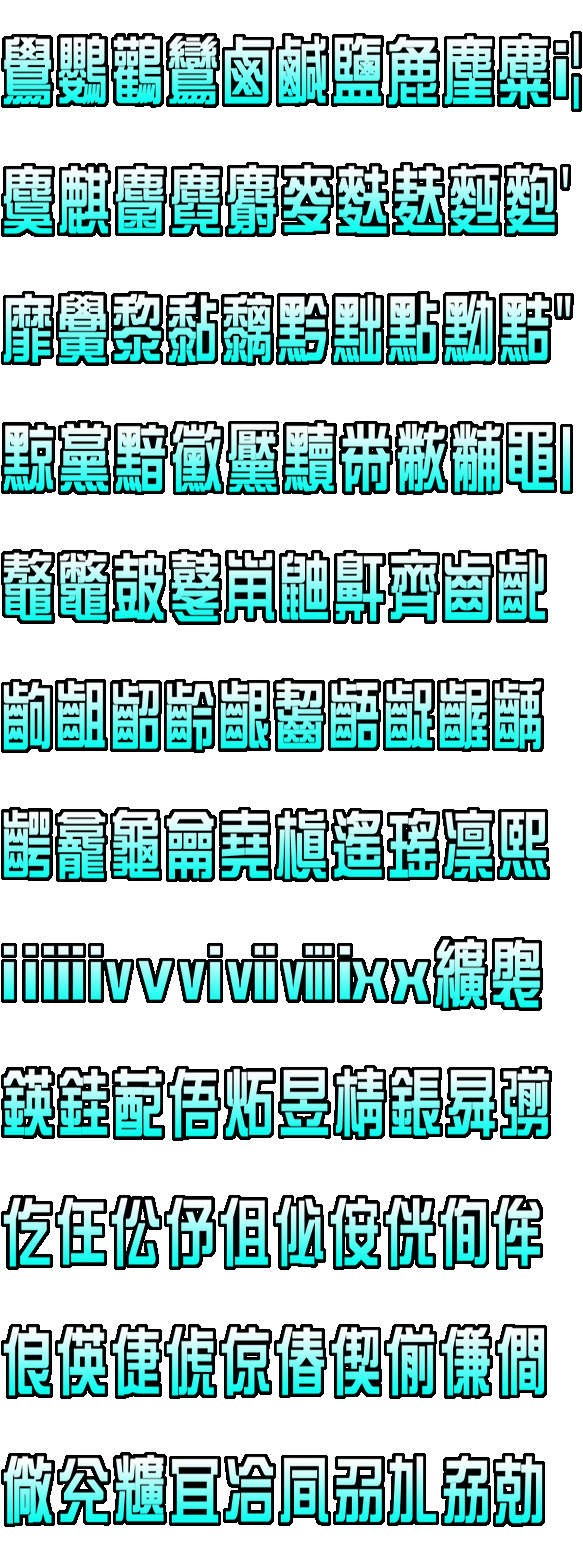 鷽鸚鸛鸞鹵鹹鹽麁麈麋i¦
麌麒麕麑麝麥麩麸麪麭'
靡黌黎黏黐黔黜點黝黠"
黥黨黯黴黶黷黹黻黼黽l
鼇鼈皷鼕鼡鼬鼾齊齒齔
齣齟齠齡齦齧齬齪齷齲
齶龕龜龠堯槇遙瑤凜熙
ⅰⅱⅲⅳⅴⅵⅶⅷⅸⅹ纊褜
鍈銈蓜俉炻昱棈鋹曻彅
仡仼伀伃伹佖侒侊侚侔
俍偀倢俿倞偆偰偂傔僴
僘兊兤冝冾凬刕劜劦勀